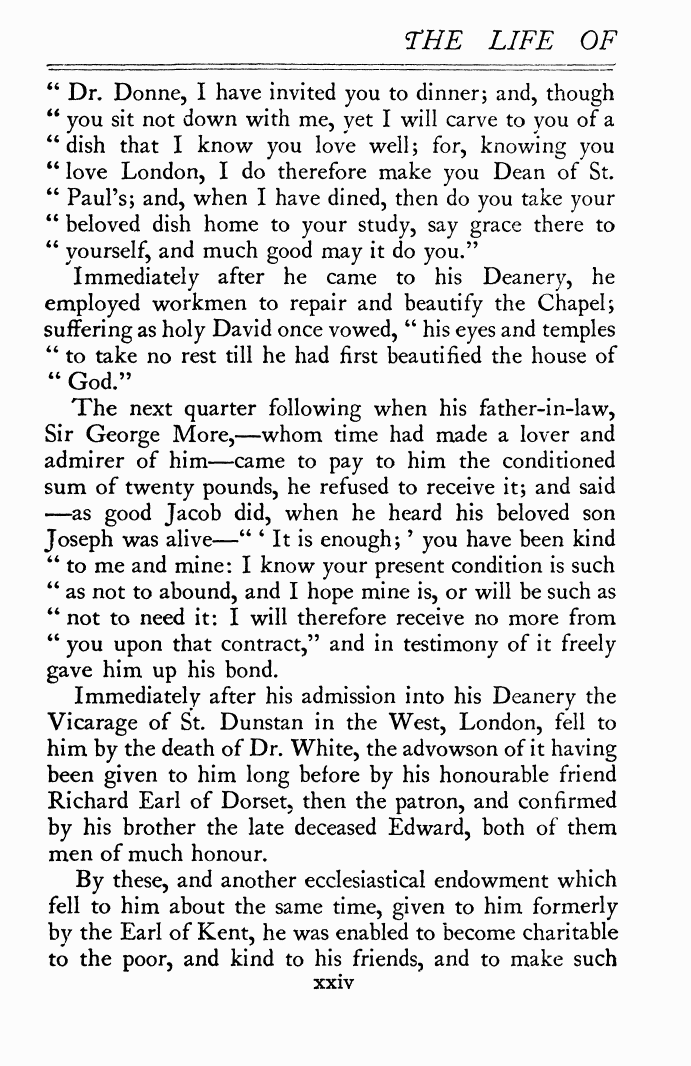 THE LIFE OF
“ Dr. Donne, I have invited you to dinner; and, though
“ you sit not down with me, yet I will carve to you of a
“ dish that I know you love well; for, knowing you
“ love London, I do therefore make you Dean of St.
“ Paul’s; and, when I have dined, then do you take your
“ beloved dish home to your study, say grace there to
“ yourself, and much good may it do you.”
Immediately after he came to his Deanery, he
employed workmen to repair and beautify the Chapel;
suffering as holy David once vowed, “ his eyes and temples
“ to take no rest till he had first beautified the house of
“ God.”
The next quarter following when his father-in-law,
Sir George More,—whom time had made a lover and
admirer of him—came to pay to him the conditioned
sum of twenty pounds, he refused to receive it; and said
—as good Jacob did, when he heard his beloved son
Joseph was alive—“ ‘ It is enough; ’ you have been kind
“ to me and mine: I know your present condition is such
“ as not to abound, and I hope mine is, or will be such as
“ not to need it: I will therefore receive no more from
“ you upon that contract,” and in testimony of it freely
gave him up his bond.
Immediately after his admission into his Deanery the
Vicarage of St. Dunstan in the West, London, fell to
him by the death of Dr. White, the advowson of it having
been given to him long before by his honourable friend
Richard Earl of Dorset, then the patron, and confirmed
by his brother the late deceased Edward, both of them
men of much honour.
By these, and another ecclesiastical endowment which
fell to him about the same time, given to him formerly
by the Earl of Kent, he was enabled to become charitable
to the poor, and kind to his friends, and to make such
xxiv